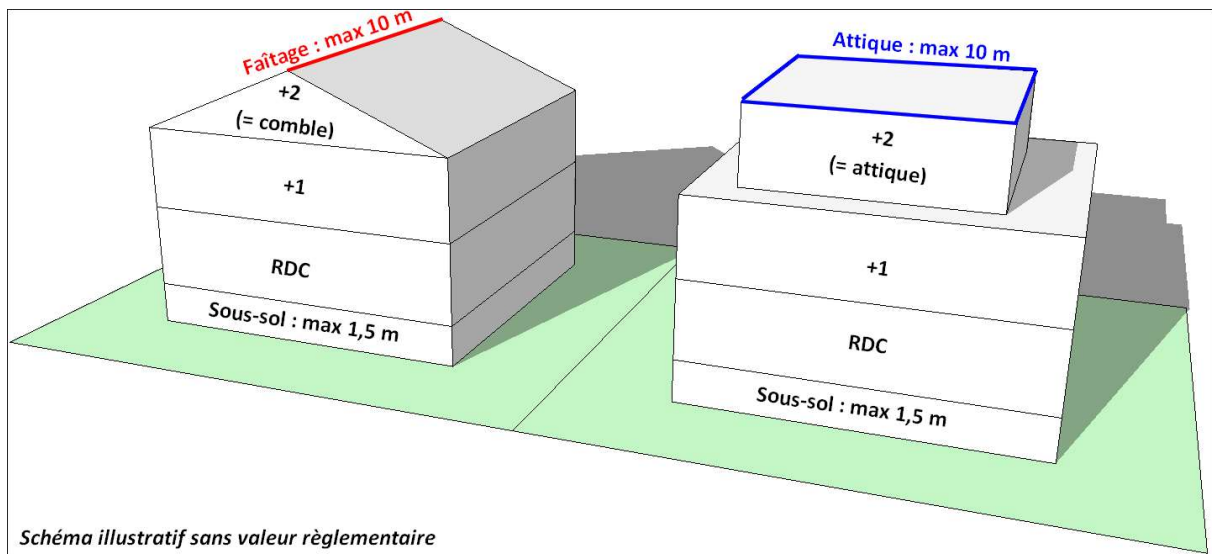 Faîtage : max 10 m
+2
(= comble)
+1
RDC
Sous-sol : max 1,5 m
Attique : max 10 m
+2
(= attique)
+1
RDC
Sous-sol : max 1,5 m
Schéma illustratif sans valeur règlementaire